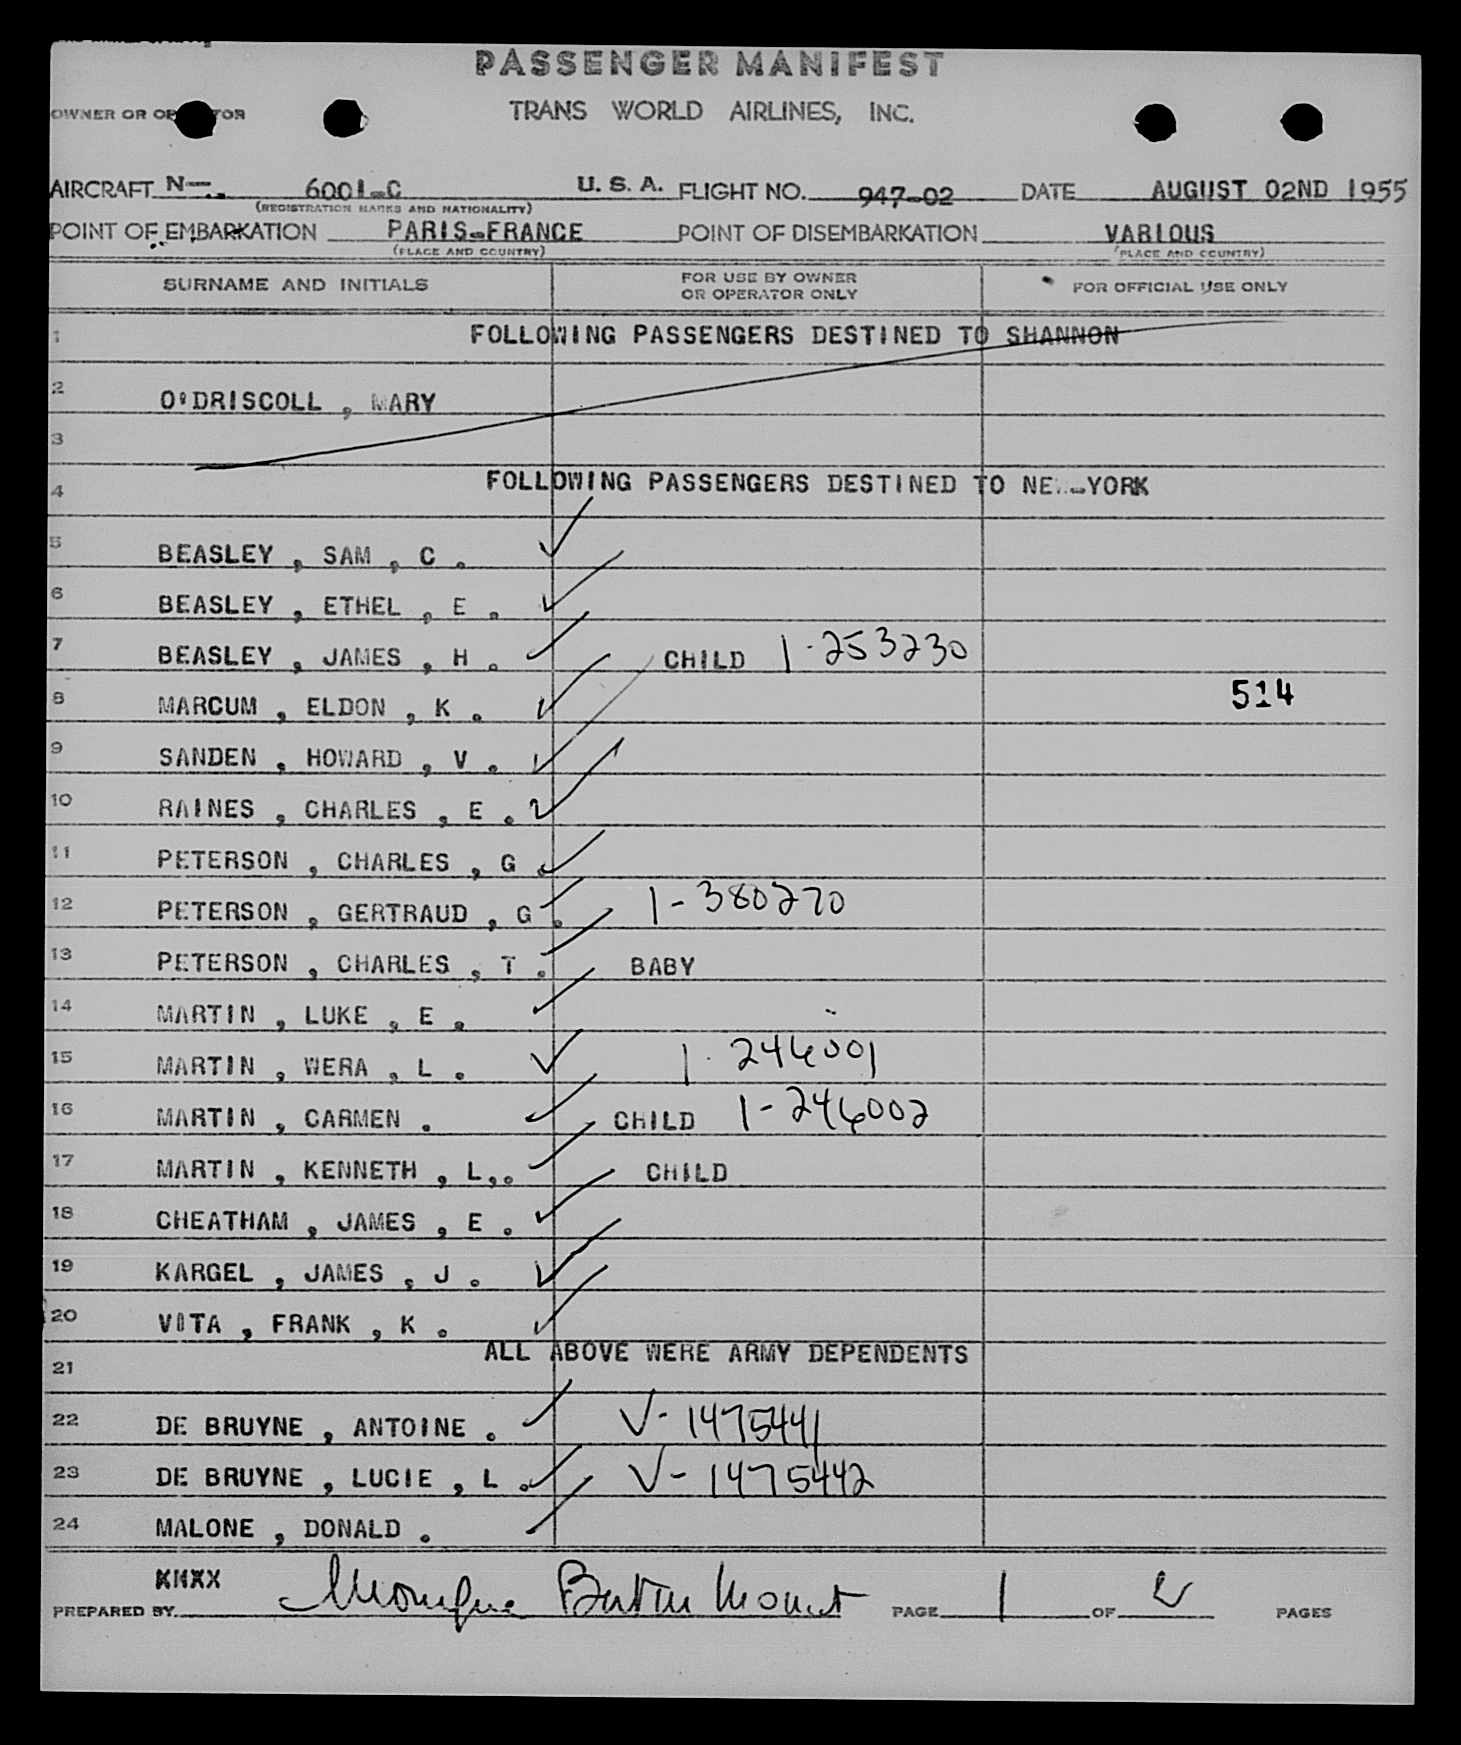 PASSENGER MANIFEST
OWNER OR OPERATOR TRANS WORLD AIRLINES, INC.
AIRCRAFT N—. 6001-C U. S. A. FLIGHT NO. 947-02 DATE AUGUST 02ND 1955
(REGISTRATION MARKS AND NATIONALITY)
POINT OF EMBARKATION PARIS-FRANCE POINT OF DISEMBARKATION VARIOUS
(PLACE AND COUNTRY) (PLACE AND COUNTRY)
SURNAME AND INITIALS FOR USE BY OWNER OR OPERATOR ONLY FOR OFFICIAL USE ONLY
1 FOLLOWING PASSENGERS DESTINED TO SHANNON
2 O'DRISCOLL , MARY
3
4 FOLLOWING PASSENGERS DESTINED TO NEW-YORK
5 BEASLEY , SAM , C .
6 BEASLEY , ETHEL , E .
7 BEASLEY , JAMES , H . CHILD 1-253230
8 MARCUM , ELDON , K . 514
9 SANDEN , HOWARD , V .
10 RAINES , CHARLES , E .
11 PETERSON , CHARLES , G .
12 PETERSON , GERTRAUD , G . 1-380270
13 PETERSON , CHARLES , T . BABY
14 MARTIN , LUKE , E .
15 MARTIN , WERA , L . 1-246001
16 MARTIN , CARMEN . CHILD 1-246002
17 MARTIN , KENNETH , L,. CHILD
18 CHEATHAM , JAMES , E .
19 KARGEL , JAMES , J .
20 VOTA , FRANK , K .
21 ALL ABOVE WERE ARMY DEPENDENTS
22 DE BRUYNE , ANTOINE . V-1475441
23 DE BRUYNE , LUCIE , L . V-1475442
24 MALONE , DONALD .
PREPARED BY Monique PAGE 1 OF 2 PAGES